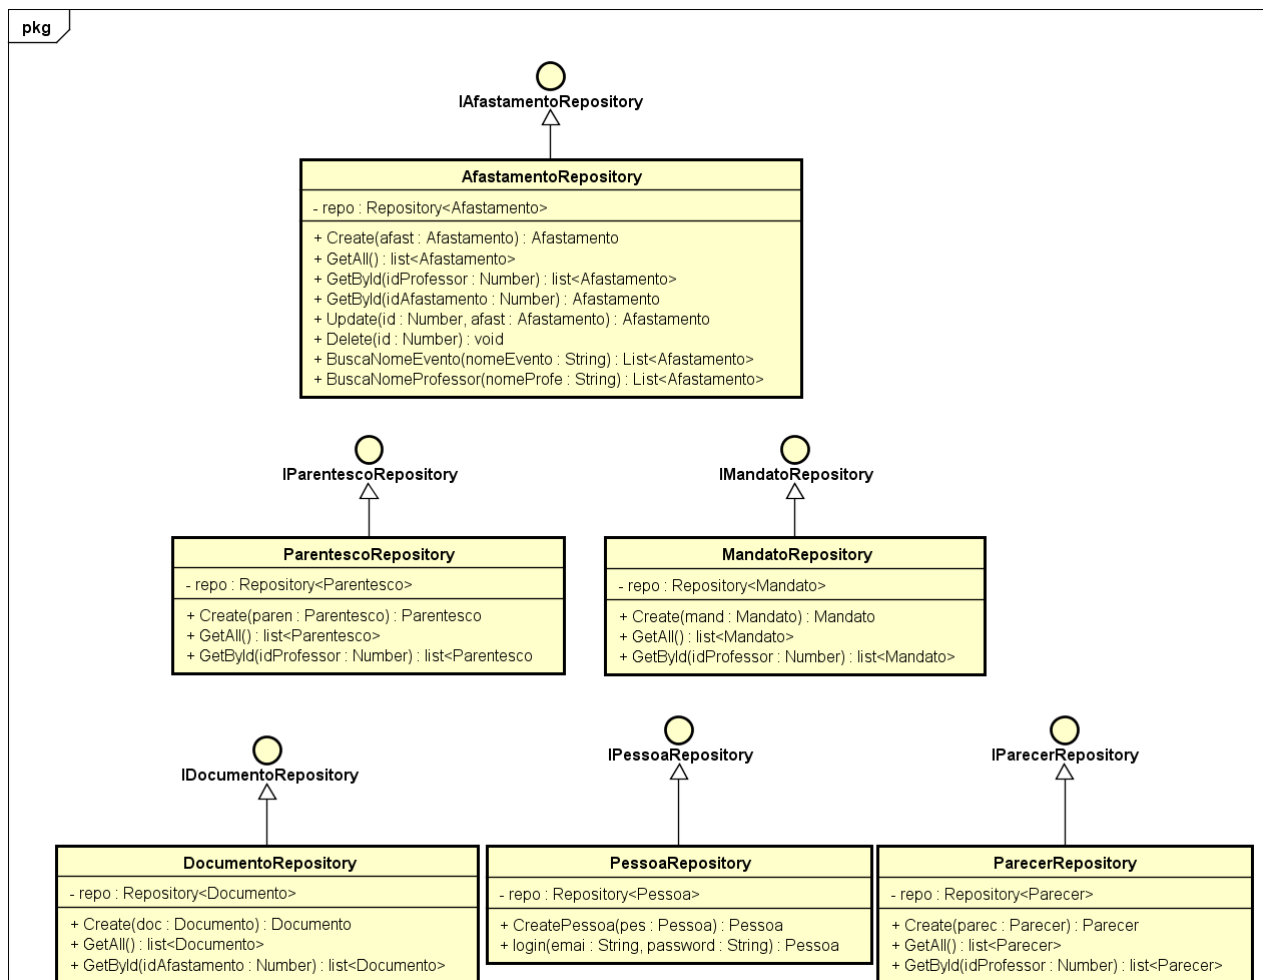 pkg
IAfastamentoRepository
AfastamentoRepository
- repo : Repository<Afastamento>
+ Create(afast : Afastamento) : Afastamento
+ GetAll() : list<Afastamento>
+ GetById(idProfessor : Number) : list<Afastamento>
+ GetById(idAfastamento : Number) : Afastamento
+ Update(id : Number, afast : Afastamento) : Afastamento
+ Delete(id : Number) : void
+ BuscaNomeEvento(nomeEvento : String) : List<Afastamento>
+ BuscaNomeProfessor(nomeProfe : String) : List<Afastamento>
IParentescoRepository
ParentescoRepository
- repo : Repository<Parentesco>
+ Create(paren : Parentesco) : Parentesco
+ GetAll() : list<Parentesco>
+ GetById(idProfessor : Number) : list<Parentesco
IMandatoRepository
MandatoRepository
- repo : Repository<Mandato>
+ Create(mand : Mandato) : Mandato
+ GetAll() : list<Mandato>
+ GetById(idProfessor : Number) : list<Mandato>
IDocumentoRepository
DocumentoRepository
- repo : Repository<Documento>
+ Create(doc : Documento) : Documento
+ GetAll() : list<Documento>
+ GetById(idAfastamento : Number) : list<Documento>
IPessoaRepository
PessoaRepository
- repo : Repository<Pessoa>
+ CreatePessoa(pes : Pessoa) : Pessoa
+ login(emai : String, password : String) : Pessoa
IParecerRepository
ParecerRepository
- repo : Repository<Parecer>
+ Create(parec : Parecer) : Parecer
+ GetAll() : list<Parecer>
+ GetById(idProfessor : Number) : list<Parecer>